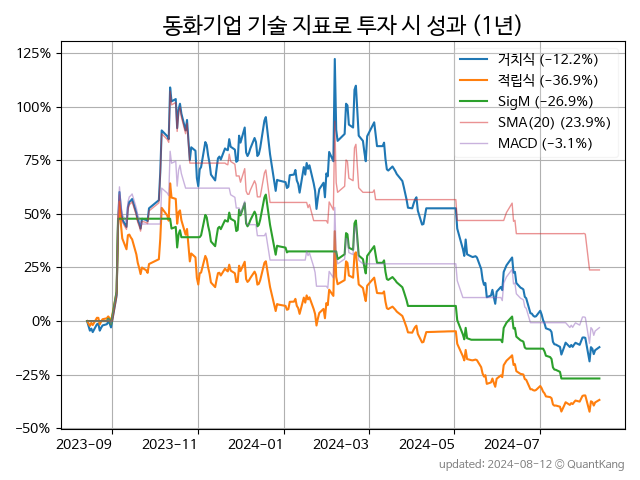 동화기업 기술 지표로 투자 시 성과 (1년)
125%
100%
75%
50%
25%
0%
−25%
−50%
거치식 (−12.2%)
적립식 (−36.9%)
SigM (−26.9%)
SMA(20) (23.9%)
MACD (−3.1%)
2023-09
2023-11
2024-01
2024-03
2024-05
2024-07
updated: 2024-08-12 © QuantKang